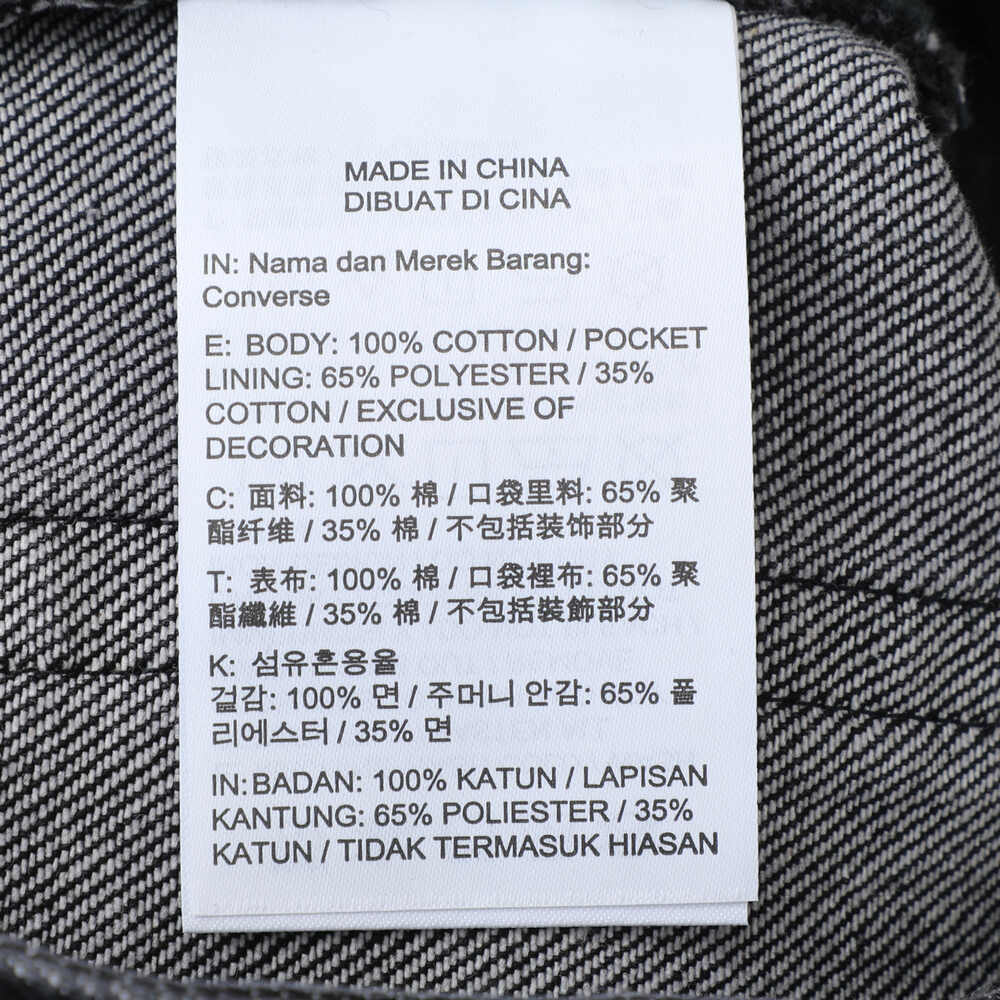 MADE IN CHINA
DIBUAT DI CINA
IN: Nama dan Merek Barang:
Converse
E: BODY: 100% COTTON / POCKET
LINING: 65% POLYESTER / 35%
COTTON / EXCLUSIVE OF
DECORATION
C: 面料: 100% 棉 / 口袋里料: 65% 聚
酯纤维 / 35% 棉 / 不包括装饰部分
T: 表布: 100% 棉 / 口袋裡布: 65% 聚
酯纖維 / 35% 棉 / 不包括裝飾部分
K: 섬유혼용율
겉감: 100% 면 / 주머니 안감: 65% 폴
리에스터 / 35% 면
IN: BADAN: 100% KATUN / LAPISAN
KANTUNG: 65% POLIESTER / 35%
KATUN / TIDAK TERMASUK HIASAN